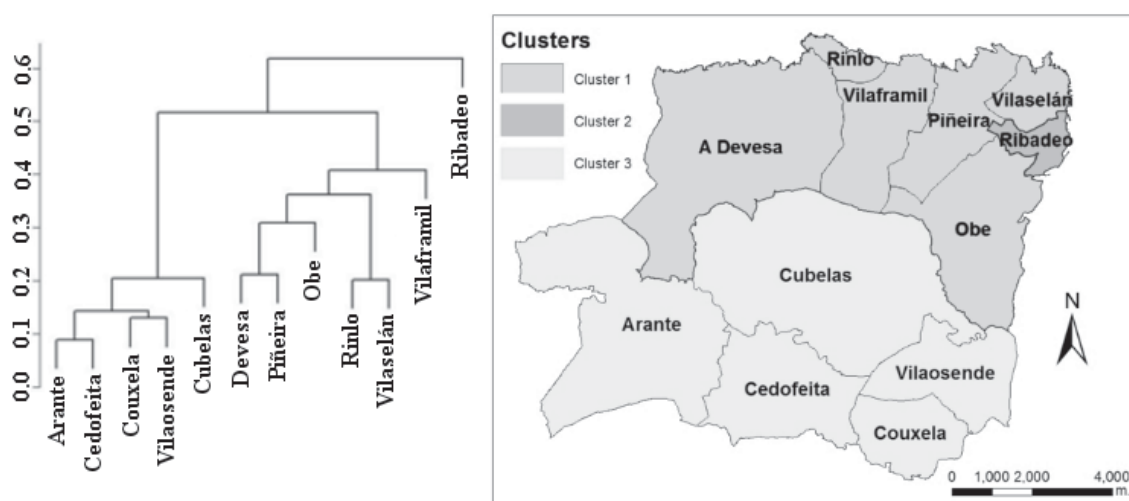 0.6
0.5
0.4
0.3
0.2
0.1
0.0
Ribadeo
Vilaframil
Obe
Cubelas
Devesa
Piñeira
Rinlo
Vilaselán
Arante
Cedofeita
Couxela
Vilaosende
Clusters
Cluster 1
Cluster 2
Cluster 3
Rinlo
Vilaframil
Vilaselán
Piñeira
Ribadeo
A Devesa
Obe
Cubelas
Arante
Vilaosende
Cedofeita
Couxela
N
0 1,000 2,000 4,000
m.